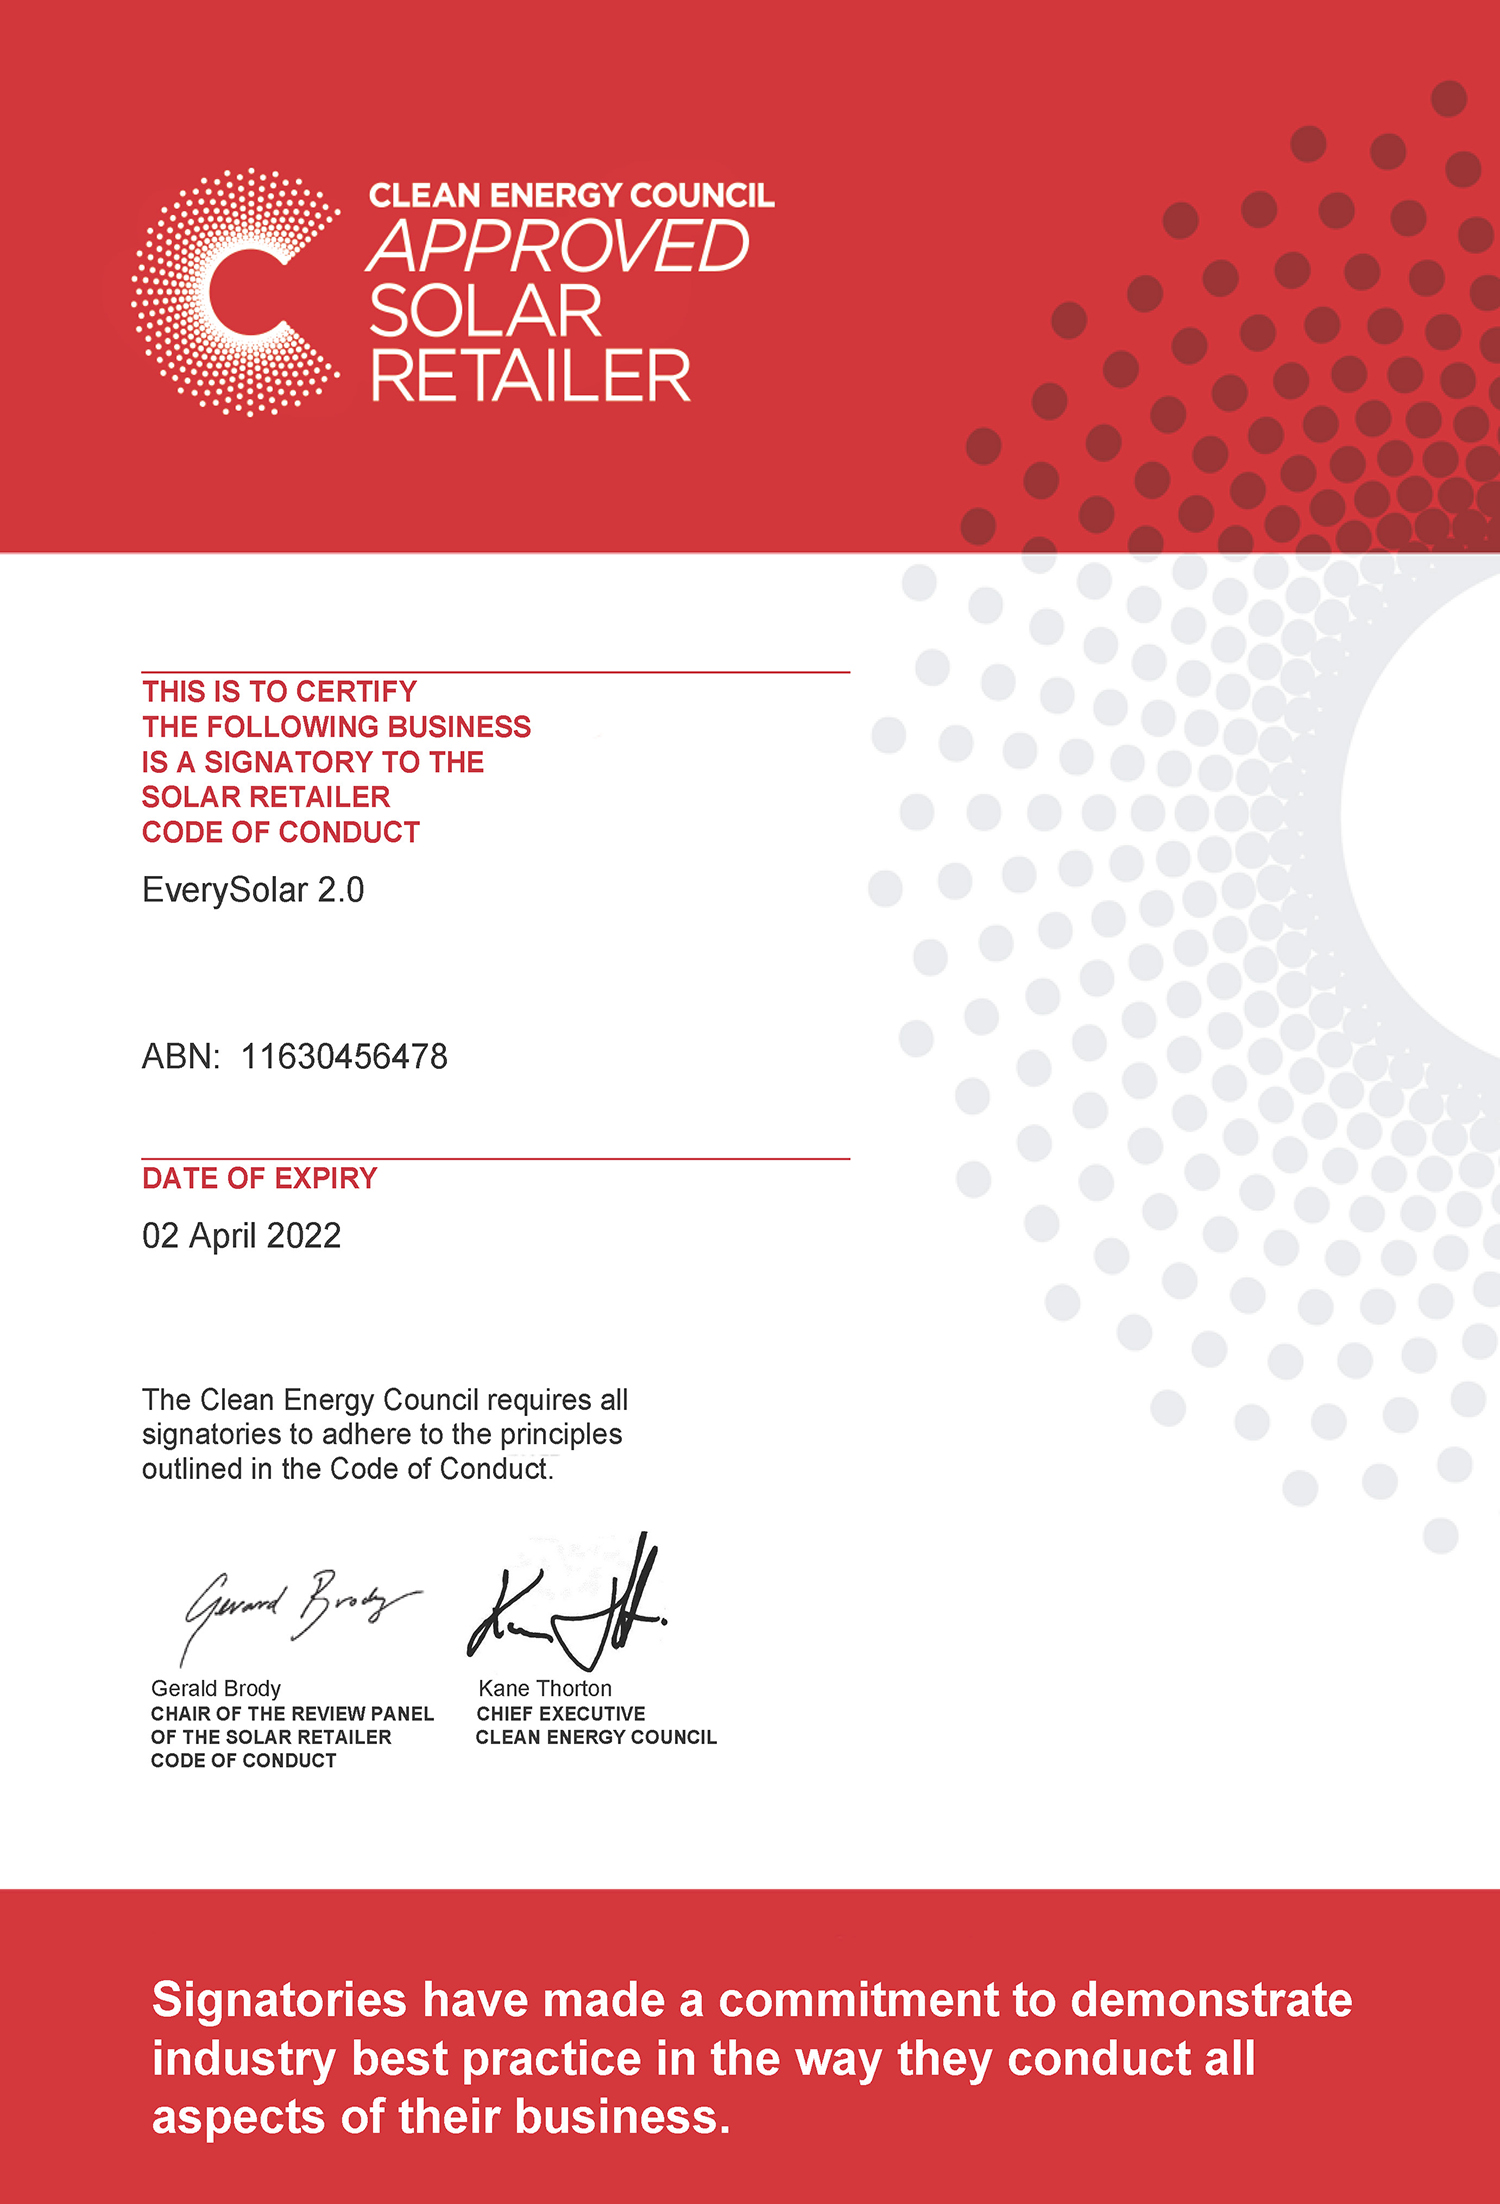 CLEAN ENERGY COUNCIL
APPROVED
SOLAR
RETAILER
THIS IS TO CERTIFY
THE FOLLOWING BUSINESS
IS A SIGNATORY TO THE
SOLAR RETAILER
CODE OF CONDUCT
EverySolar 2.0
ABN: 11630456478
DATE OF EXPIRY
02 April 2022
The Clean Energy Council requires all
signatories to adhere to the principles
outlined in the Code of Conduct.
Gerard Brody
Gerald Brody
CHAIR OF THE REVIEW PANEL
OF THE SOLAR RETAILER
CODE OF CONDUCT
Kane Thorton
CHIEF EXECUTIVE
CLEAN ENERGY COUNCIL
Signatories have made a commitment to demonstrate
industry best practice in the way they conduct all
aspects of their business.